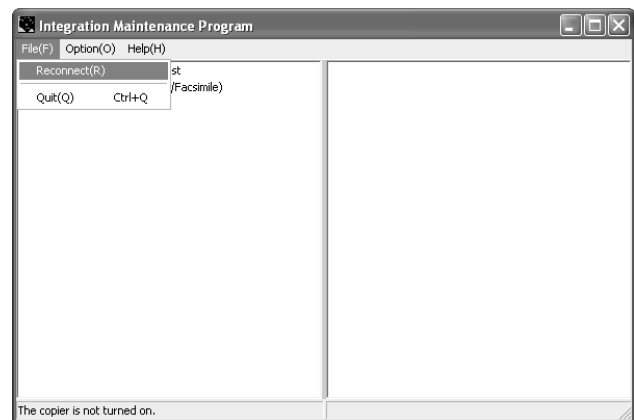 Integration Maintenance Program
File(F) Option(O) Help(H)
Reconnect(R)
st
/Facsimile)
Quit(Q) Ctrl+Q
The copier is not turned on.